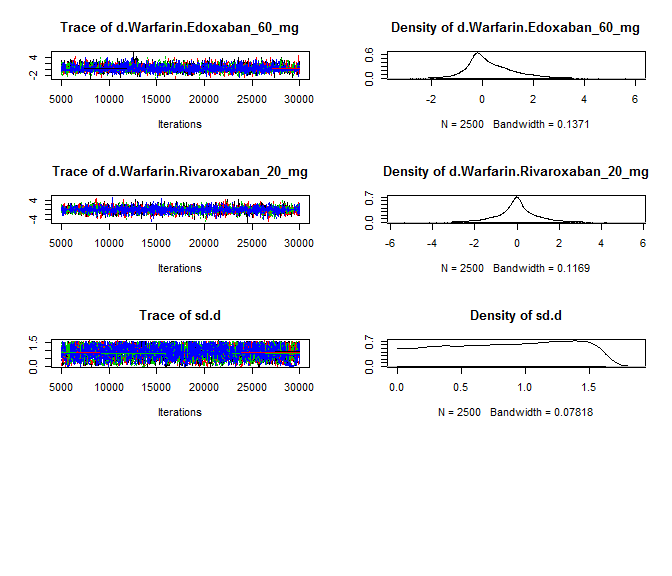 Trace of d.Warfarin.Edoxaban_60_mg
-2 4
5000 10000 15000 20000 25000 30000
Iterations
Density of d.Warfarin.Edoxaban_60_mg
0.0 0.6
-2 0 2 4 6
N = 2500 Bandwidth = 0.1371
Trace of d.Warfarin.Rivaroxaban_20_mg
-4 4
5000 10000 15000 20000 25000 30000
Iterations
Density of d.Warfarin.Rivaroxaban_20_mg
0.0 0.7
-6 -4 -2 0 2 4 6
N = 2500 Bandwidth = 0.1169
Trace of sd.d
0.0 1.5
5000 10000 15000 20000 25000 30000
Iterations
Density of sd.d
0.0 0.7
0.0 0.5 1.0 1.5
N = 2500 Bandwidth = 0.07818